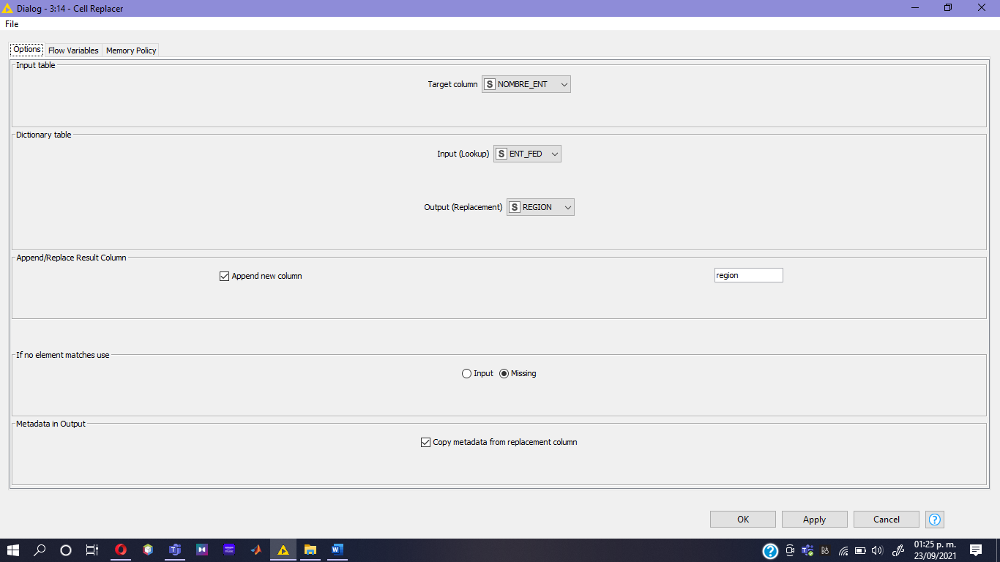 Dialog - 3:14 - Cell Replacer
File
Options Flow Variables Memory Policy
Input table
Target column S NOMBRE_ENT
Dictionary table
Input (Lookup) S ENT_FED
Output (Replacement) S REGION
Append/Replace Result Column
Append new column region
If no element matches use
Input Missing
Metadata in Output
Copy metadata from replacement column
OK Apply Cancel ?
01:25 p. m.
23/09/2021